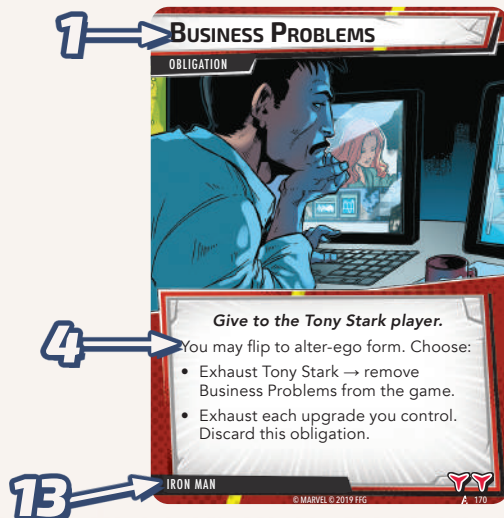 1
BUSINESS PROBLEMS
OBLIGATION
Give to the Tony Stark player.
4
You may flip to alter-ego form. Choose:
• Exhaust Tony Stark → remove
Business Problems from the game.
• Exhaust each upgrade you control.
Discard this obligation.
13
IRON MAN
© MARVEL © 2019 FFG
170